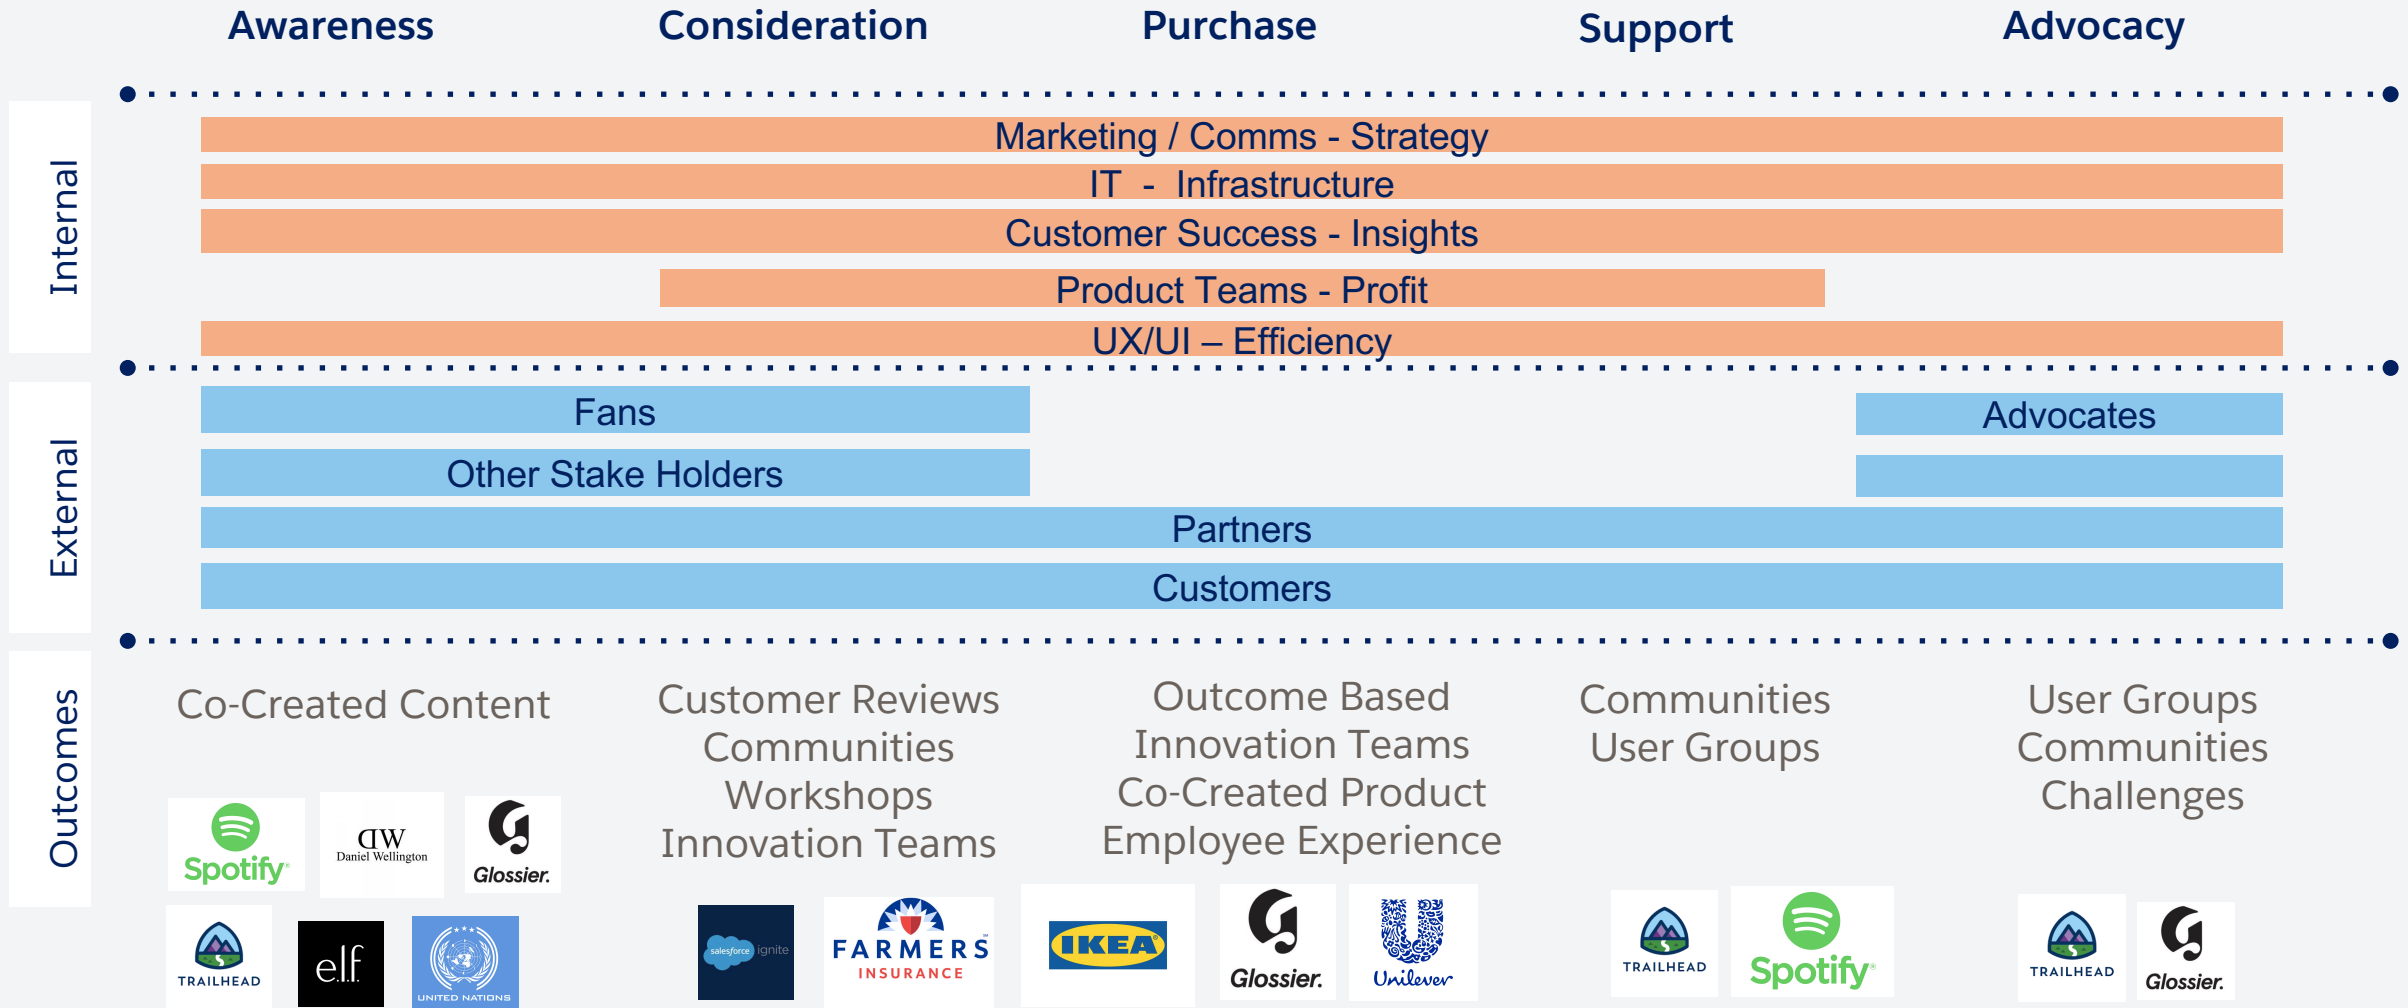 Awareness
Consideration
Purchase
Support
Advocacy
Internal
Marketing / Comms - Strategy
IT - Infrastructure
Customer Success - Insights
Product Teams - Profit
UX/UI – Efficiency
External
Fans
Advocates
Other Stake Holders
Partners
Customers
Outcomes
Co-Created Content
Customer Reviews
Communities
Workshops
Innovation Teams
Outcome Based
Innovation Teams
Co-Created Product
Employee Experience
Communities
User Groups
User Groups
Communities
Challenges
Spotify
DW
Daniel Wellington
Glossier.
TRAILHEAD
e.l.f.
UNITED NATIONS
salesforce ignite
FARMERS
INSURANCE
IKEA
Glossier.
Unilever
TRAILHEAD
Spotify
TRAILHEAD
Glossier.